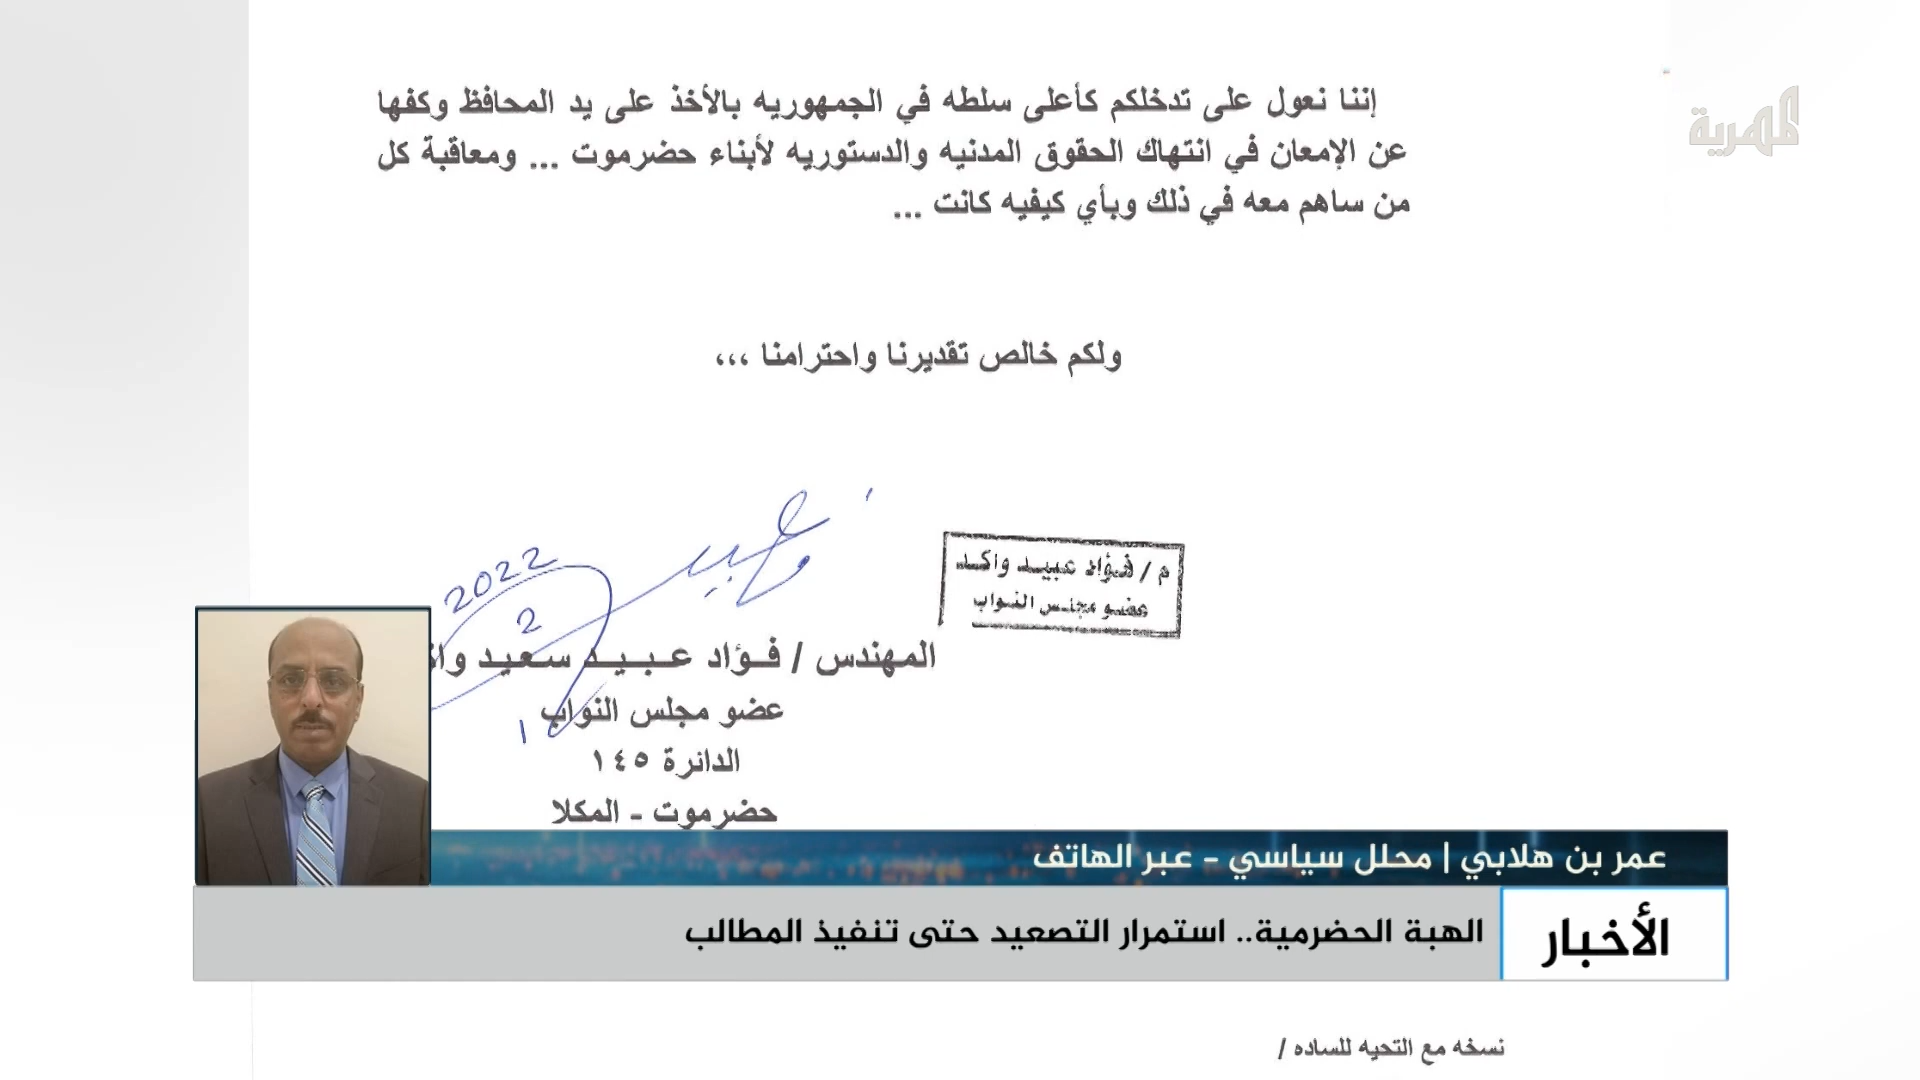 إننا نعول على تدخلكم كأعلى سلطه في الجمهوريه بالأخذ على يد المحافظ وكفها
عن الإمعان في انتهاك الحقوق المدنيه والدستوريه لأبناء حضرموت ... ومعاقبة كل
من ساهم معه في ذلك وبأي كيفيه كانت ...
المهرية
ولكم خالص تقديرنا واحترامنا ،،،
م / فؤاد عبيد واكد
عضو مجلس النواب
2022
2
المهندس / فـؤاد عـبـيـد سـعـيـد
عضو مجلس النواب
الدائرة ١٤٥
حضرموت - المكلا
عمر بن هلابي | محلل سياسي - عبر الهاتف
الأخبار
الهبة الحضرمية.. استمرار التصعيد حتى تنفيذ المطالب
نسخه مع التحيه للساده /